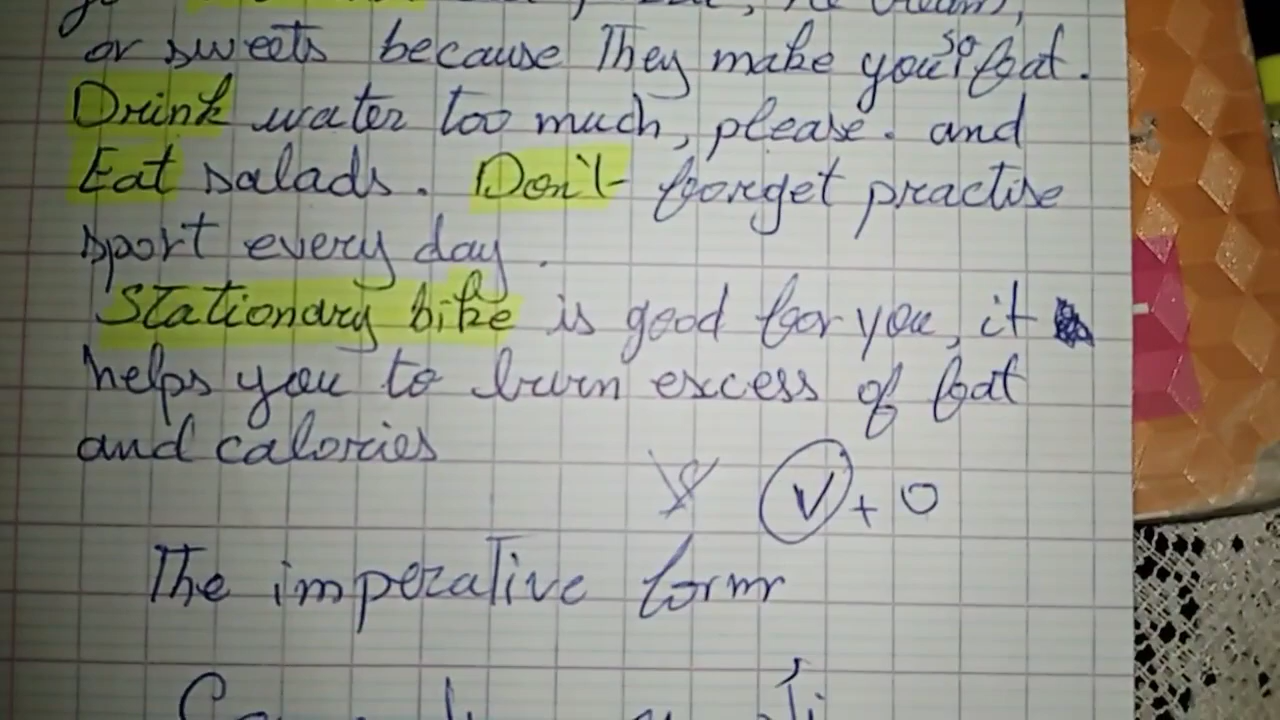 or sweets because They make you so fat.
Drink water too much, please. and
Eat salads. Don't forget practise
sport every day.
Stationary bike is good for you, it
helps you to burn excess of fat
and calories
V + O
The imperative form